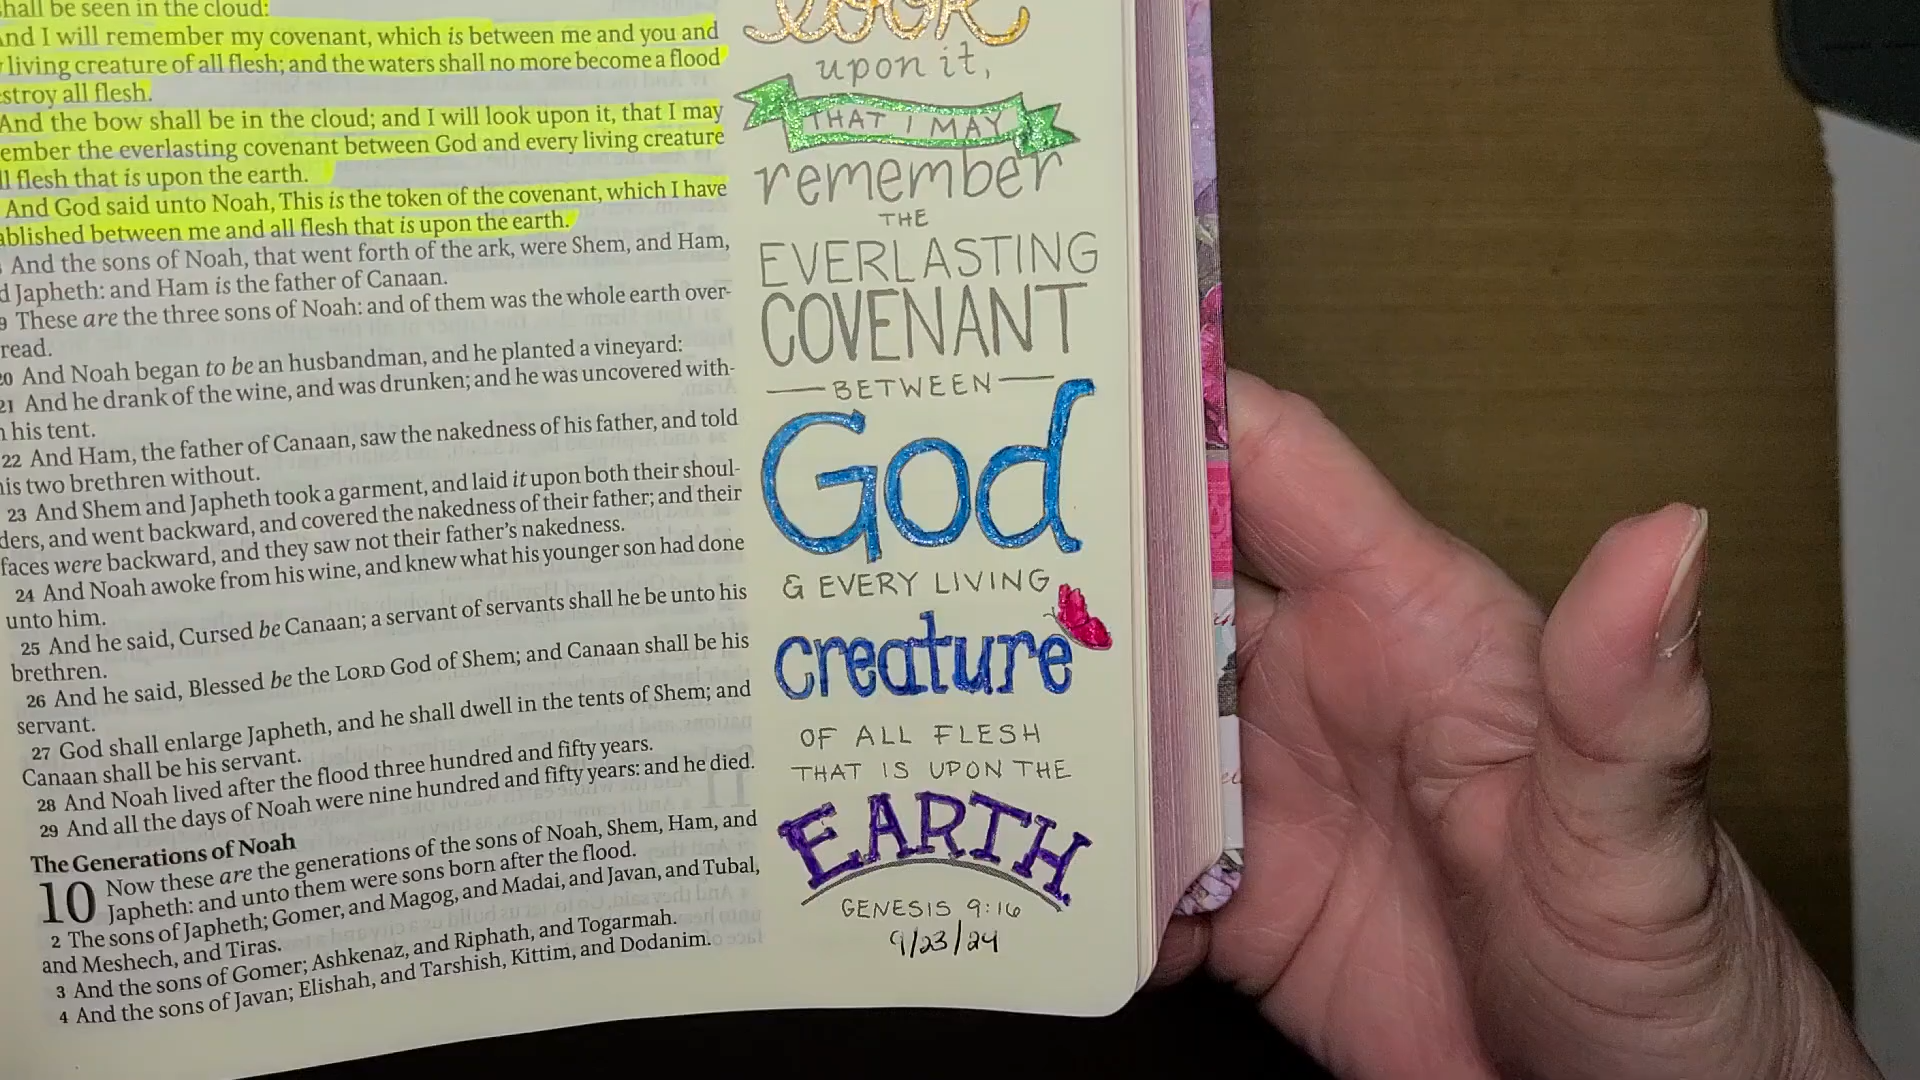 hall be seen in the cloud:
nd I will remember my covenant, which is between me and you and
living creature of all flesh; and the waters shall no more become a flood
stroy all flesh.
And the bow shall be in the cloud; and I will look upon it, that I may
ember the everlasting covenant between God and every living creature
ll flesh that is upon the earth.
And God said unto Noah, This is the token of the covenant, which I have
ablished between me and all flesh that is upon the earth.
And the sons of Noah, that went forth of the ark, were Shem, and Ham,
d Japheth: and Ham is the father of Canaan.
9 These are the three sons of Noah: and of them was the whole earth over-
read.
20 And Noah began to be an husbandman, and he planted a vineyard:
21 And he drank of the wine, and was drunken; and he was uncovered with-
n his tent.
22 And Ham, the father of Canaan, saw the nakedness of his father, and told
his two brethren without.
23 And Shem and Japheth took a garment, and laid it upon both their shoul-
ders, and went backward, and covered the nakedness of their father; and their
faces were backward, and they saw not their father's nakedness.
24 And Noah awoke from his wine, and knew what his younger son had done
unto him.
25 And he said, Cursed be Canaan; a servant of servants shall he be unto his
brethren.
26 And he said, Blessed be the LORD God of Shem; and Canaan shall be his
servant.
27 God shall enlarge Japheth, and he shall dwell in the tents of Shem; and
Canaan shall be his servant.
28 And Noah lived after the flood three hundred and fifty years.
29 And all the days of Noah were nine hundred and fifty years: and he died.
The Generations of Noah
10 Now these are the generations of the sons of Noah, Shem, Ham, and
Japheth: and unto them were sons born after the flood.
2 The sons of Japheth; Gomer, and Magog, and Madai, and Javan, and Tubal,
and Meshech, and Tiras.
3 And the sons of Gomer; Ashkenaz, and Riphath, and Togarmah.
4 And the sons of Javan; Elishah, and Tarshish, Kittim, and Dodanim.
look
upon it,
THAT I MAY
remember
THE
EVERLASTING
COVENANT
BETWEEN
God
& EVERY LIVING
creature
OF ALL FLESH
THAT IS UPON THE
EARTH
GENESIS 9:16
9/23/24